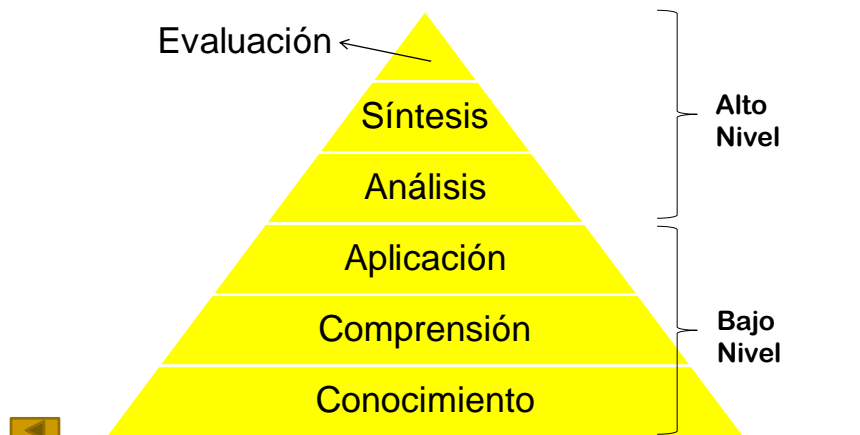 Evaluación
Síntesis
Análisis
Aplicación
Comprensión
Conocimiento
Alto
Nivel
Bajo
Nivel